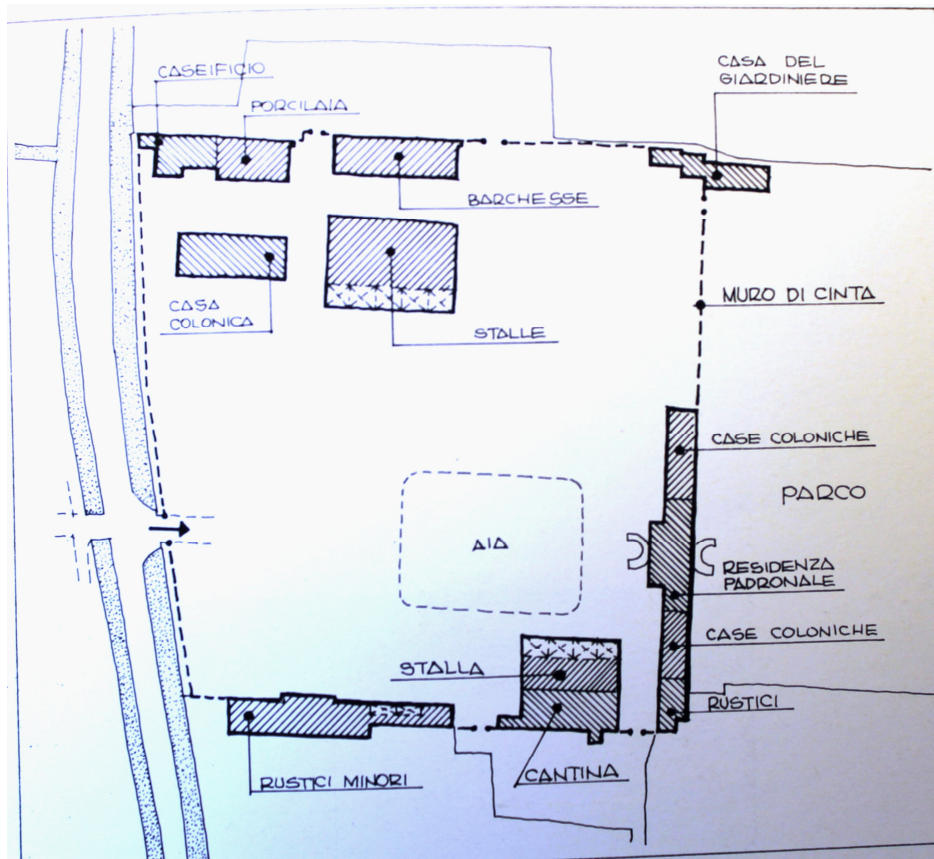 CASEIFICIO
PORCILAIA
CASA DEL
GIARDINIERE
BARCHESSE
CASA
COLONICA
STALLE
MURO DI CINTA
CASE COLONICHE
PARCO
AIA
RESIDENZA
PADRONALE
CASE COLONICHE
STALLA
RUSTICI
RUSTICI MINORI
CANTINA